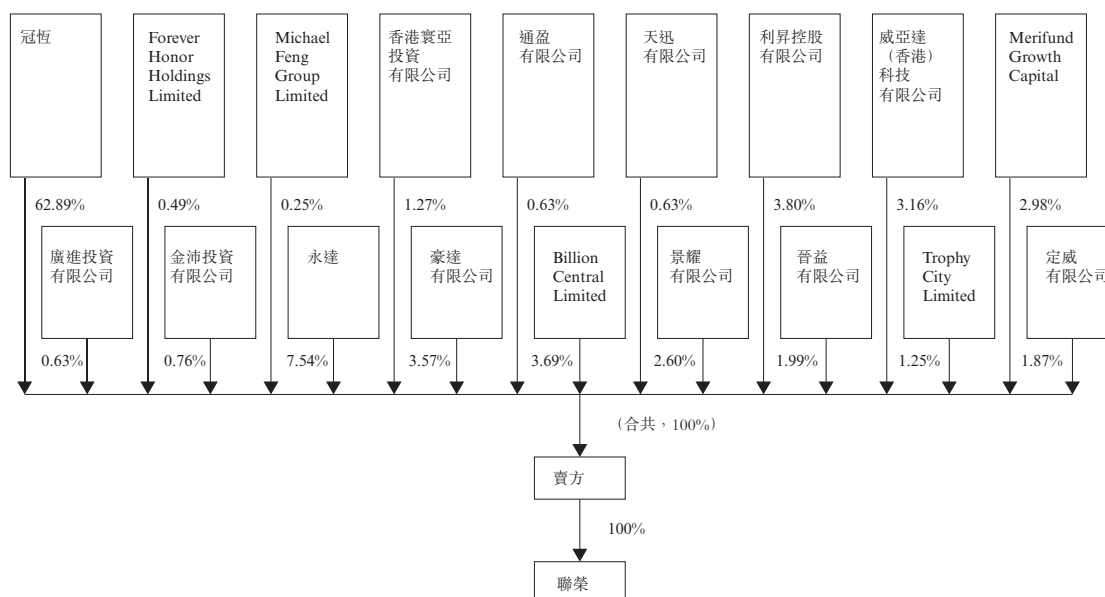 冠恆
Forever
Honor
Holdings
Limited
Michael
Feng
Group
Limited
香港寰亞
投資
有限公司
通盈
有限公司
天迅
有限公司
利昇控股
有限公司
威亞達
（香港）
科技
有限公司
Merifund
Growth
Capital
62.89%
0.49%
0.25%
1.27%
0.63%
0.63%
3.80%
3.16%
2.98%
廣進投資
有限公司
金沛投資
有限公司
永達
豪達
有限公司
Billion
Central
Limited
景耀
有限公司
晉益
有限公司
Trophy
City
Limited
定威
有限公司
0.63%
0.76%
7.54%
3.57%
3.69%
2.60%
1.99%
1.25%
1.87%
（合共，100%）
賣方
100%
聯榮